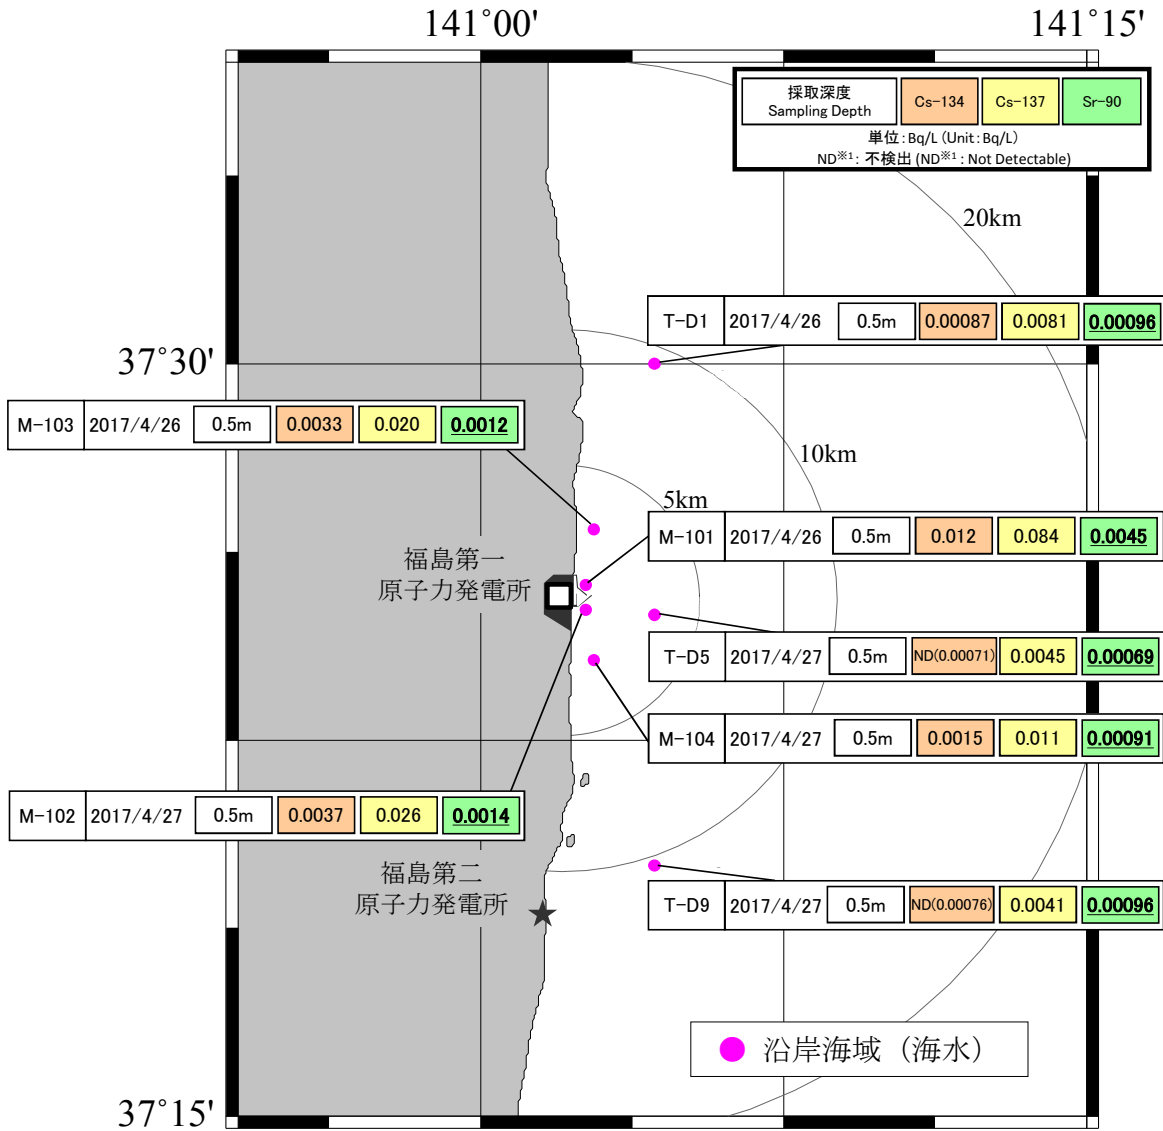 141°00'
141°15'
採取深度
Sampling Depth
Cs-134
Cs-137
Sr-90
単位:Bq/L (Unit:Bq/L)
ND※1: 不検出 (ND※1: Not Detectable)
20km
T-D1 2017/4/26 0.5m 0.00087 0.0081 0.00096
37°30'
M-103 2017/4/26 0.5m 0.0033 0.020 0.0012
10km
5km
M-101 2017/4/26 0.5m 0.012 0.084 0.0045
福島第一
原子力発電所
T-D5 2017/4/27 0.5m ND(0.00071) 0.0045 0.00069
M-104 2017/4/27 0.5m 0.0015 0.011 0.00091
M-102 2017/4/27 0.5m 0.0037 0.026 0.0014
福島第二
原子力発電所
T-D9 2017/4/27 0.5m ND(0.00076) 0.0041 0.00096
沿岸海域（海水）
37°15'